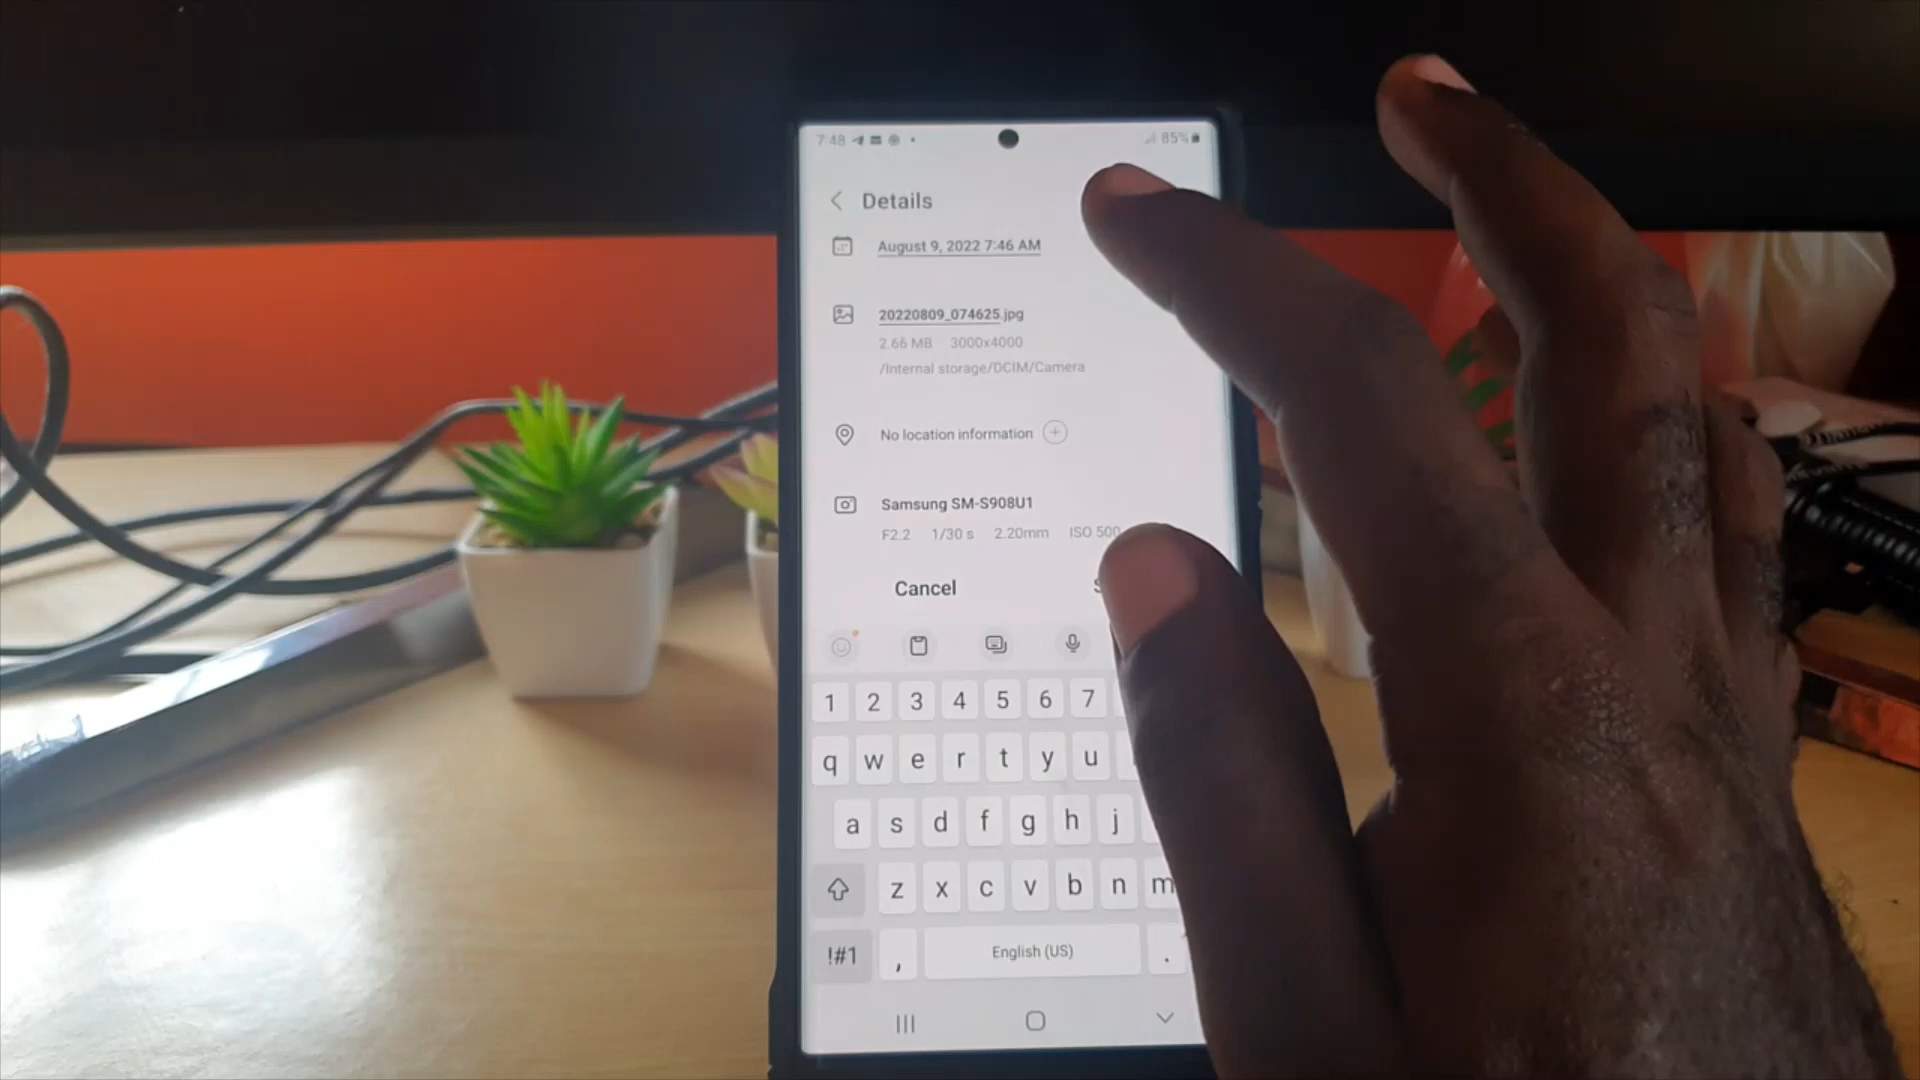 7:48 85%
Details
August 9, 2022 7:46 AM
20220809_074625.jpg
2.66 MB 3000x4000
/Internal storage/DCIM/Camera
No location information
Samsung SM-S908U1
F2.2 1/30 s 2.20mm ISO 500
Cancel
1 2 3 4 5 6 7
q w e r t y u
a s d f g h j
z x c v b n m
!#1 , English (US) .